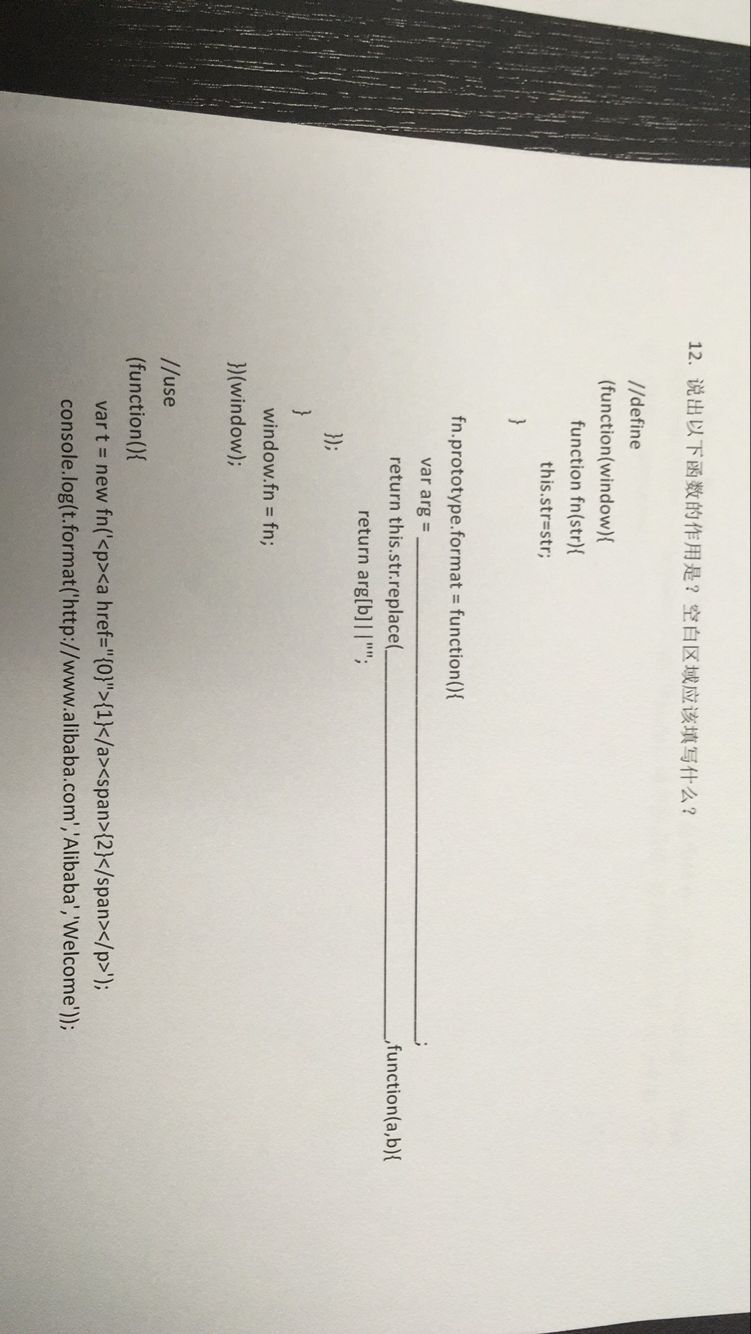 12. 说出以下函数的作用是？空白区域应该填写什么？
//define
(function(window){
function fn(str){
this.str=str;
}
fn.prototype.format = function(){
var arg = ______________________________;
return this.str.replace(______________________________,function(a,b){
return arg[b]||"";
});
}
window.fn = fn;
})(window);
//use
(function(){
var t = new fn('<p><a href="{0}">{1}</a><span>{2}</span></p>');
console.log(t.format('http://www.alibaba.com','Alibaba','Welcome'));